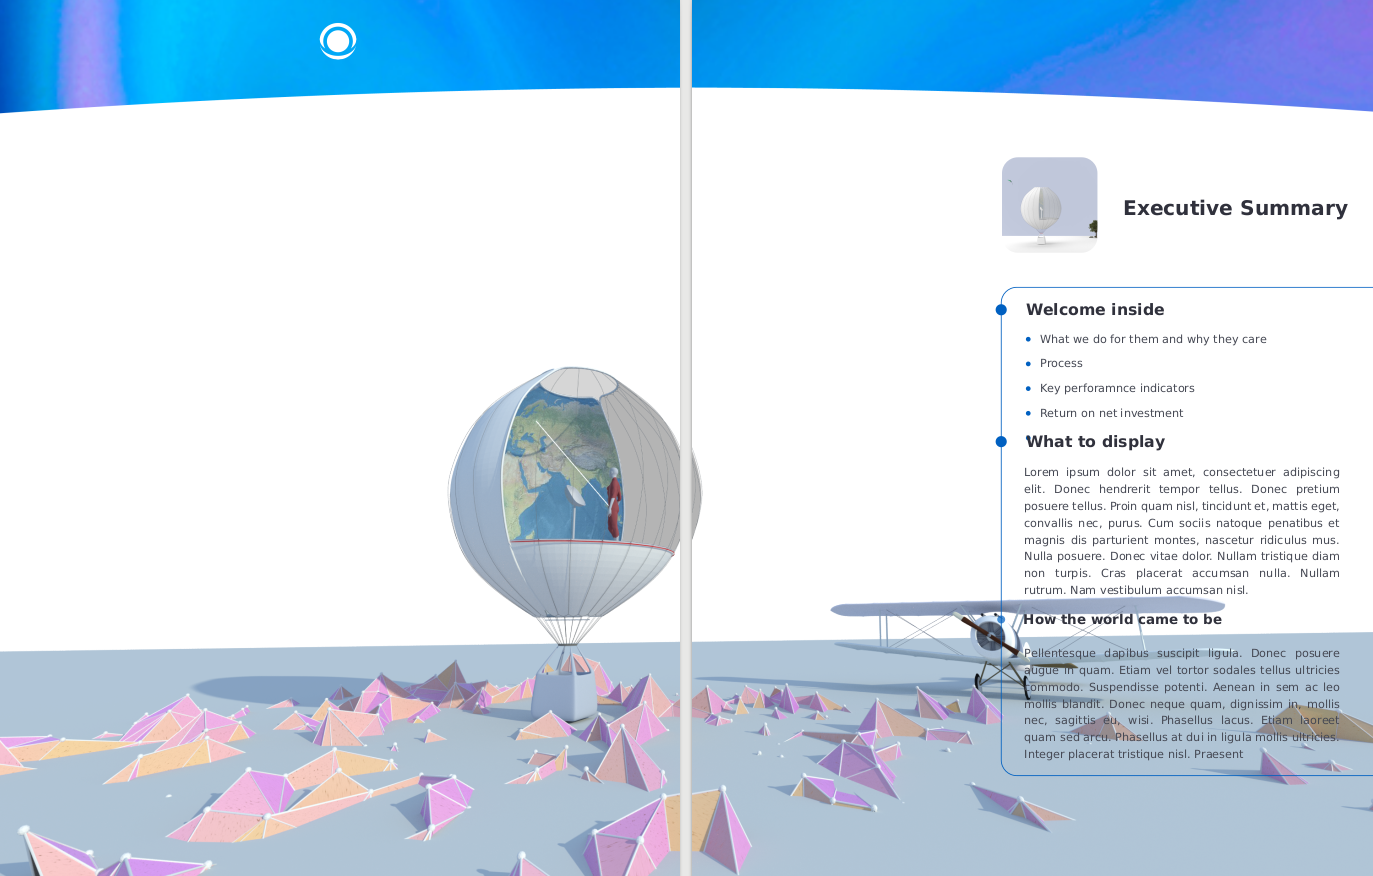 Executive Summary
Welcome inside
What we do for them and why they care
Process
Key perforamnce indicators
Return on net investment
What to display
Lorem ipsum dolor sit amet, consectetuer adipiscing
elit. Donec hendrerit tempor tellus. Donec pretium
posuere tellus. Proin quam nisl, tincidunt et, mattis eget,
convallis nec, purus. Cum sociis natoque penatibus et
magnis dis parturient montes, nascetur ridiculus mus.
Nulla posuere. Donec vitae dolor. Nullam tristique diam
non turpis. Cras placerat accumsan nulla. Nullam
rutrum. Nam vestibulum accumsan nisl.
How the world came to be
Pellentesque dapibus suscipit ligula. Donec posuere
augue in quam. Etiam vel tortor sodales tellus ultricies
commodo. Suspendisse potenti. Aenean in sem ac leo
mollis blandit. Donec neque quam, dignissim in, mollis
nec, sagittis eu, wisi. Phasellus lacus. Etiam laoreet
quam sed arcu. Phasellus at dui in ligula mollis ultricies.
Integer placerat tristique nisl. Praesent